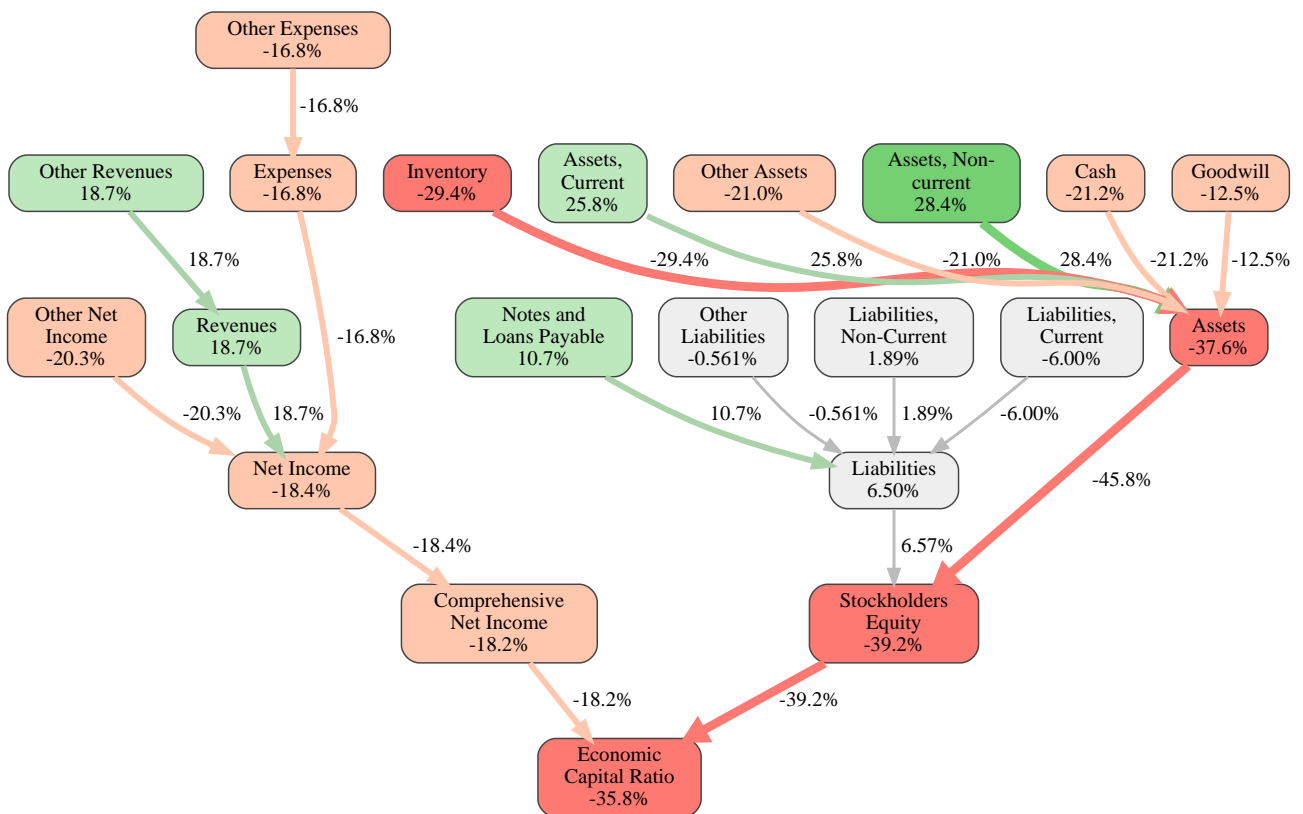 Other Expenses
-16.8%
-16.8%
Other Revenues
18.7%
Expenses
-16.8%
Inventory
-29.4%
Assets,
Current
25.8%
Other Assets
-21.0%
Assets, Non-
current
28.4%
Cash
-21.2%
Goodwill
-12.5%
18.7%
-29.4%
25.8%
-21.0%
28.4%
-21.2%
-12.5%
Other Net
Income
-20.3%
Revenues
18.7%
-16.8%
Notes and
Loans Payable
10.7%
Other
Liabilities
-0.561%
Liabilities,
Non-Current
1.89%
Liabilities,
Current
-6.00%
Assets
-37.6%
-20.3%
18.7%
10.7%
-0.561%
1.89%
-6.00%
Net Income
-18.4%
Liabilities
6.50%
-45.8%
-18.4%
6.57%
Comprehensive
Net Income
-18.2%
Stockholders
Equity
-39.2%
-18.2%
-39.2%
Economic
Capital Ratio
-35.8%